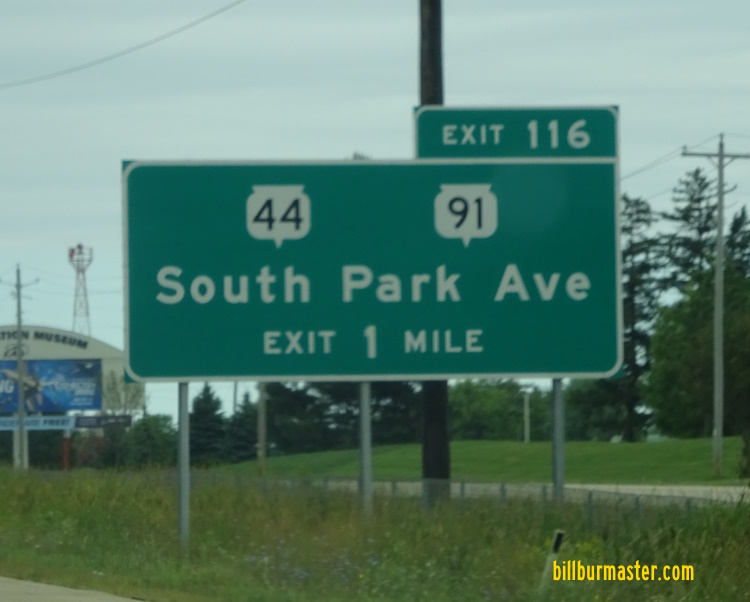 EXIT 116
44 91
South Park Ave
EXIT 1 MILE
MUSEUM
billburmaster.com